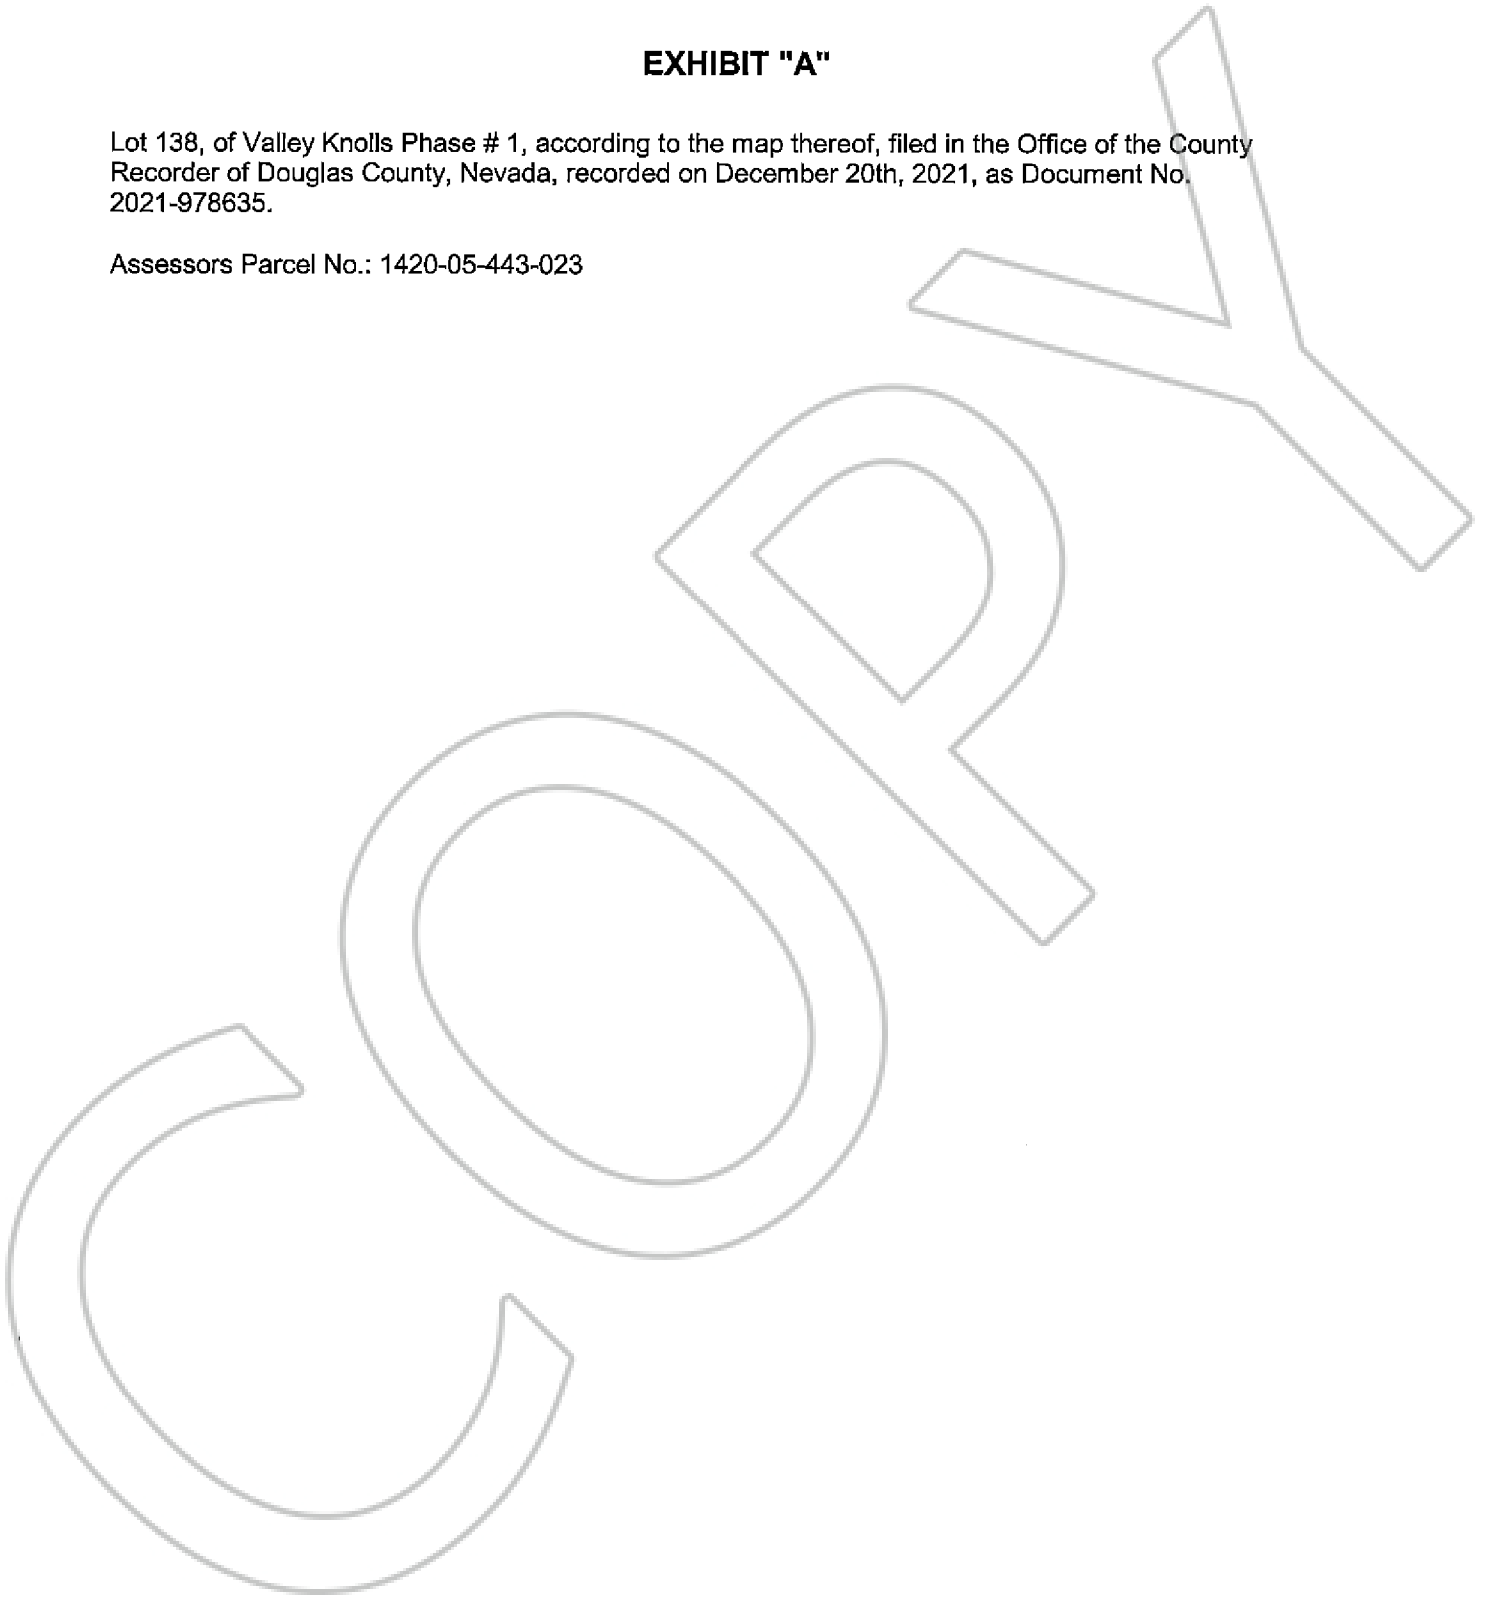 EXHIBIT "A"
Lot 138, of Valley Knolls Phase # 1, according to the map thereof, filed in the Office of the County
Recorder of Douglas County, Nevada, recorded on December 20th, 2021, as Document No.
2021-978635.
Assessors Parcel No.: 1420-05-443-023
COPY